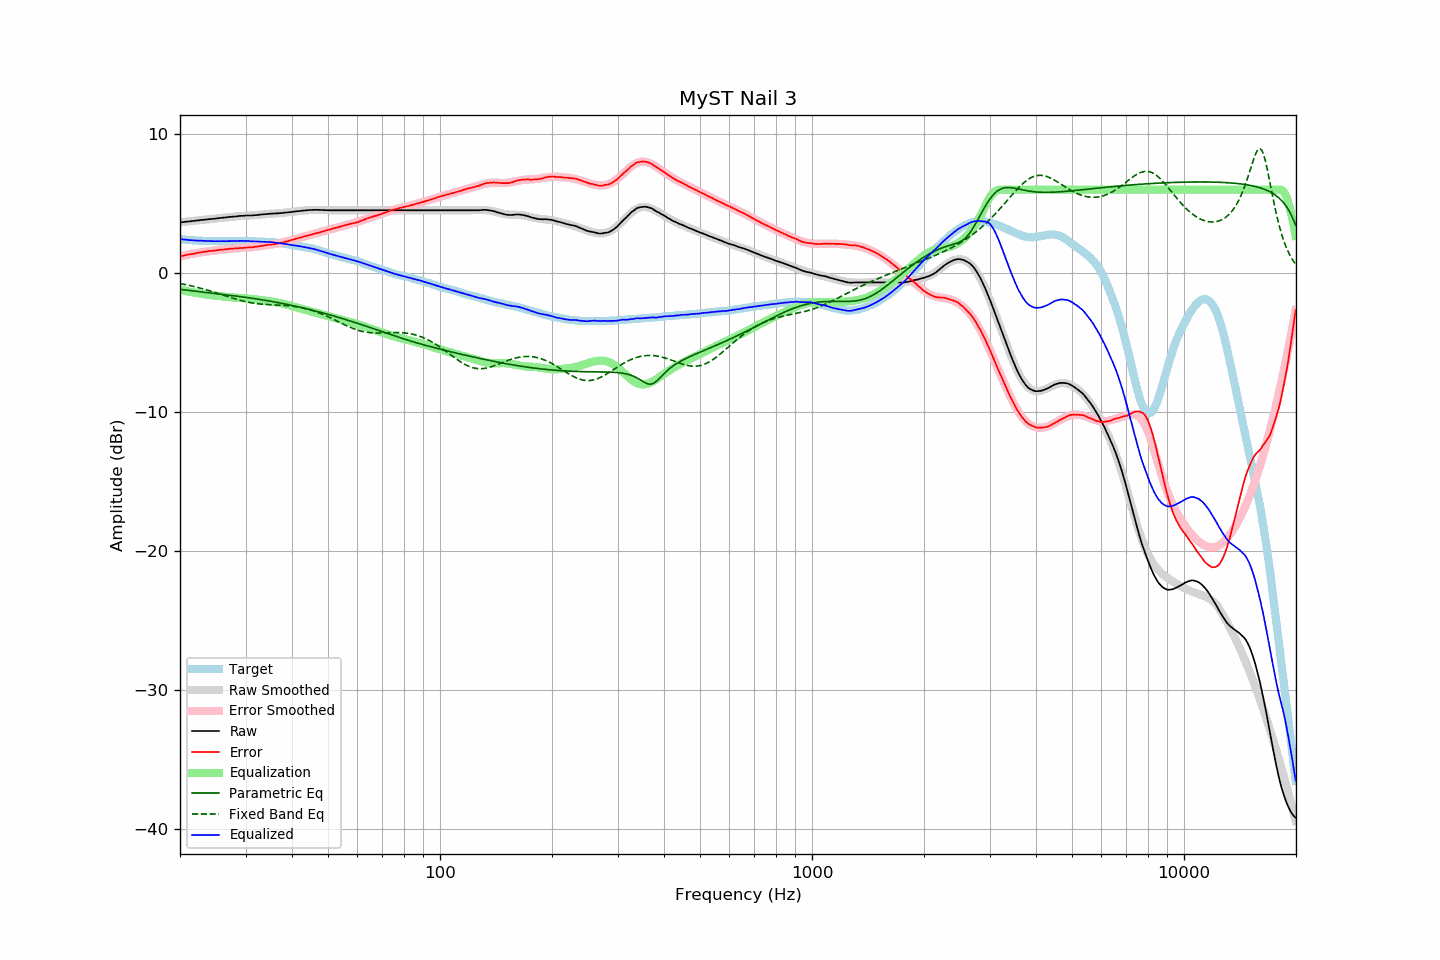 MyST Nail 3
Amplitude (dBr)
10
0
−10
−20
−30
−40
Target
Raw Smoothed
Error Smoothed
Raw
Error
Equalization
Parametric Eq
Fixed Band Eq
Equalized
100
1000
10000
Frequency (Hz)